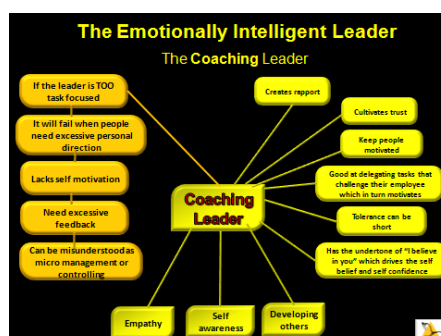 The Emotionally Intelligent Leader
The Coaching Leader
If the leader is TOO
task focused
It will fail when people
need excessive personal
direction
Lacks self motivation
Need excessive
feedback
Can be misunderstood as
micro management or
controlling
Coaching
Leader
Creates rapport
Cultivates trust
Keep people
motivated
Good at delegating tasks that
challenge their employee
which in turn motivates
Tolerance can be
short
Has the undertone of "I believe
in you" which drives the self
belief and self confidence
Empathy
Self
awareness
Developing
others